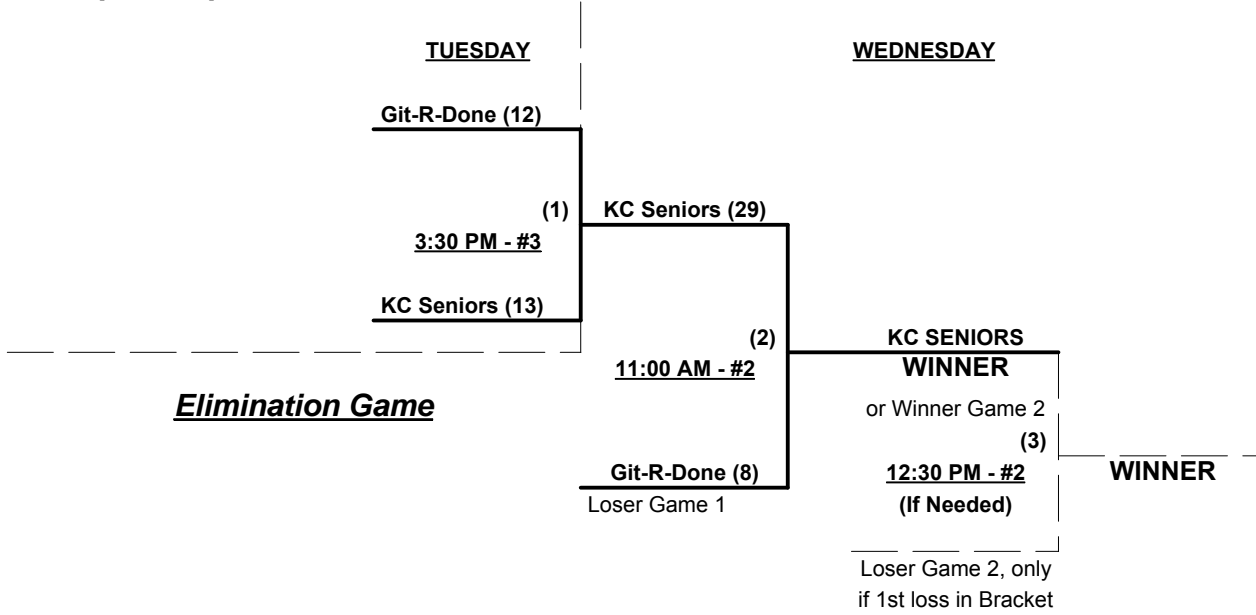 TUESDAY
WEDNESDAY
Git-R-Done (12)
(1)
KC Seniors (29)
3:30 PM - #3
KC Seniors (13)
(2)
KC SENIORS
11:00 AM - #2
WINNER
Elimination Game
or Winner Game 2
(3)
Git-R-Done (8)
12:30 PM - #2
WINNER
Loser Game 1
(If Needed)
Loser Game 2, only
if 1st loss in Bracket